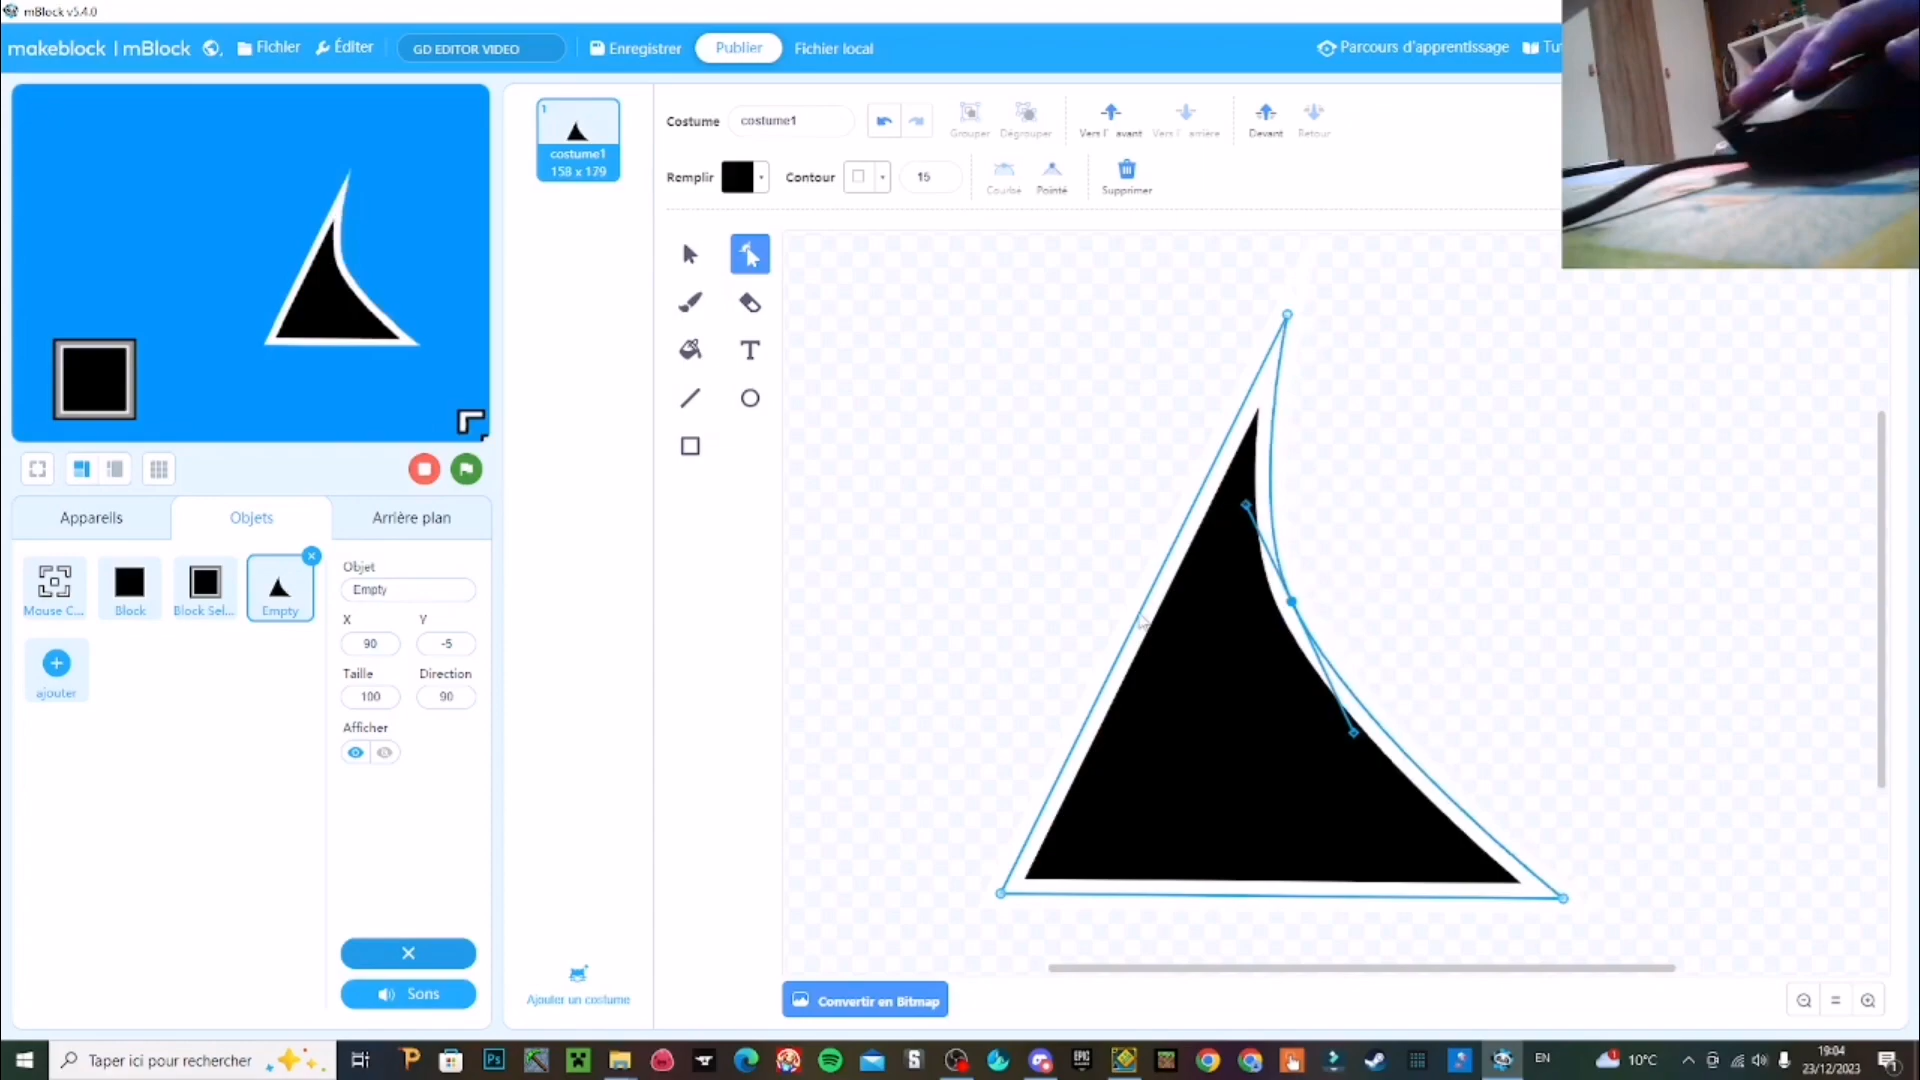 mBlock v5.4.0
makeblock | mBlock Fichier Éditer GD EDITOR VIDEO Enregistrer Publier Fichier local Parcours d'apprentissage Tu
1
costume1
158 x 179
Costume costume1 Grouper Dégrouper Vers l' avant Vers l' arrière Devant Retour
Remplir Contour 15 Courbe Pointé Supprimer
Appareils Objets Arrière plan
Mouse C... Block Block Sel... Empty
ajouter
Objet
Empty
X Y
90 -5
Taille Direction
100 90
Afficher
Sons
Ajouter un costume
Convertir en Bitmap
Taper ici pour rechercher
EN 10°C 19:04
23/12/2023